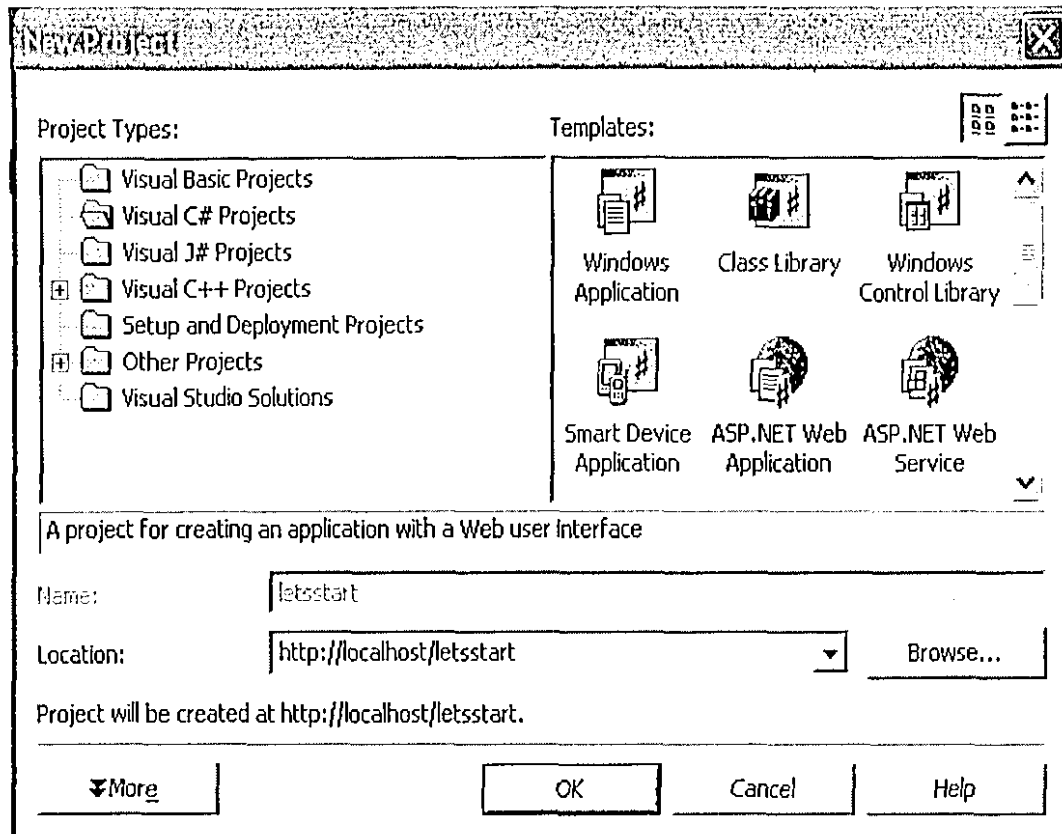 New Project
Project Types:
Templates:
Visual Basic Projects
Visual C# Projects
Visual J# Projects
Visual C++ Projects
Setup and Deployment Projects
Other Projects
Visual Studio Solutions
Windows
Application
Class Library
Windows
Control Library
Smart Device
Application
ASP.NET Web
Application
ASP.NET Web
Service
A project for creating an application with a Web user interface
Name:
letsstart
Location:
http://localhost/letsstart
Browse...
Project will be created at http://localhost/letsstart.
More
OK
Cancel
Help